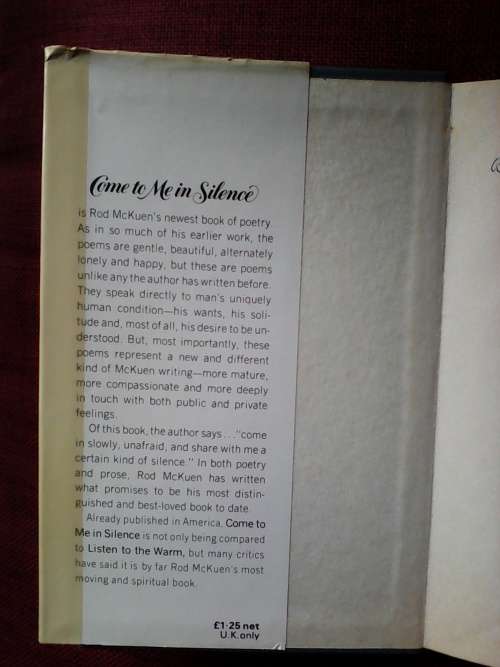 Come to Me in Silence
is Rod McKuen's newest book of poetry.
As in so much of his earlier work, the
poems are gentle, beautiful, alternately
lonely and happy, but these are poems
unlike any the author has written before.
They speak directly to man's uniquely
human condition—his wants, his soli-
tude and, most of all, his desire to be un-
derstood. But, most importantly, these
poems represent a new and different
kind of McKuen writing—more mature,
more compassionate and more deeply
in touch with both public and private
feelings.
Of this book, the author says..."come
in slowly, unafraid, and share with me a
certain kind of silence." In both poetry
and prose, Rod McKuen has written
what promises to be his most distin-
guished and best-loved book to date.
Already published in America, Come to
Me in Silence is not only being compared
to Listen to the Warm, but many critics
have said it is by far Rod McKuen's most
moving and spiritual book.
£1·25 net
U.K. only